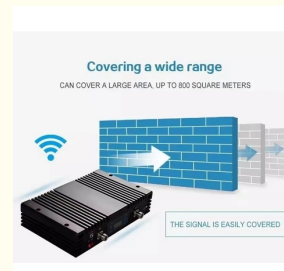 Covering a wide range
CAN COVER A LARGE AREA, UP TO 800 SQUARE METERS
THE SIGNAL IS EASILY COVERED